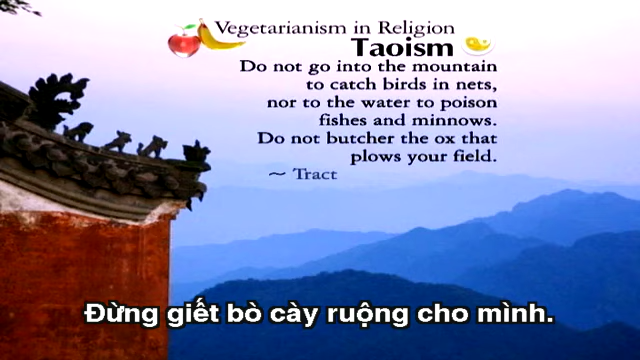 Vegetarianism in Religion
Taoism
Do not go into the mountain
to catch birds in nets,
nor to the water to poison
fishes and minnows.
Do not butcher the ox that
plows your field.
~ Tract
Đừng giết bò cày ruộng cho mình.